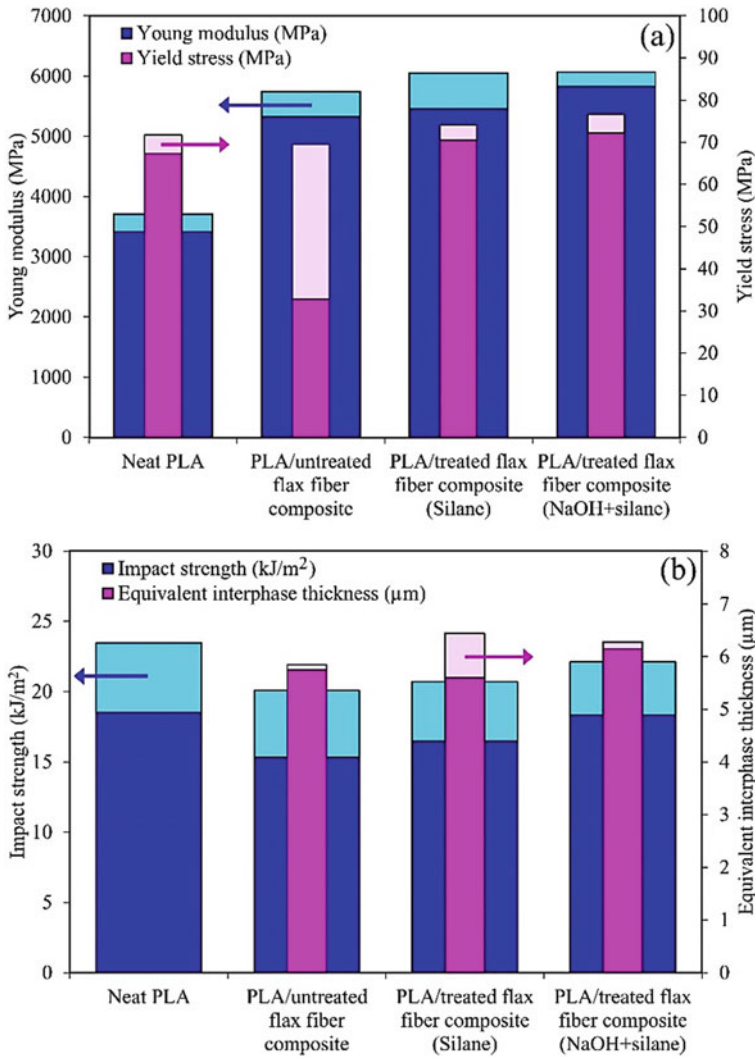 (a)
Young modulus (MPa)
Yield stress (MPa)
7000
6000
5000
4000
3000
2000
1000
0
Young modulus (MPa)
100
90
80
70
60
50
40
30
20
10
0
Yield stress (MPa)
Neat PLA
PLA/untreated
flax fiber
composite
PLA/treated flax
fiber composite
(Silane)
PLA/treated flax
fiber composite
(NaOH+silane)
(b)
Impact strength (kJ/m²)
Equivalent interphase thickness (µm)
30
25
20
15
10
5
0
Impact strength (kJ/m²)
8
7
6
5
4
3
2
1
0
Equivalent interphase thickness (µm)
Neat PLA
PLA/untreated
flax fiber
composite
PLA/treated flax
fiber composite
(Silane)
PLA/treated flax
fiber composite
(NaOH+silane)